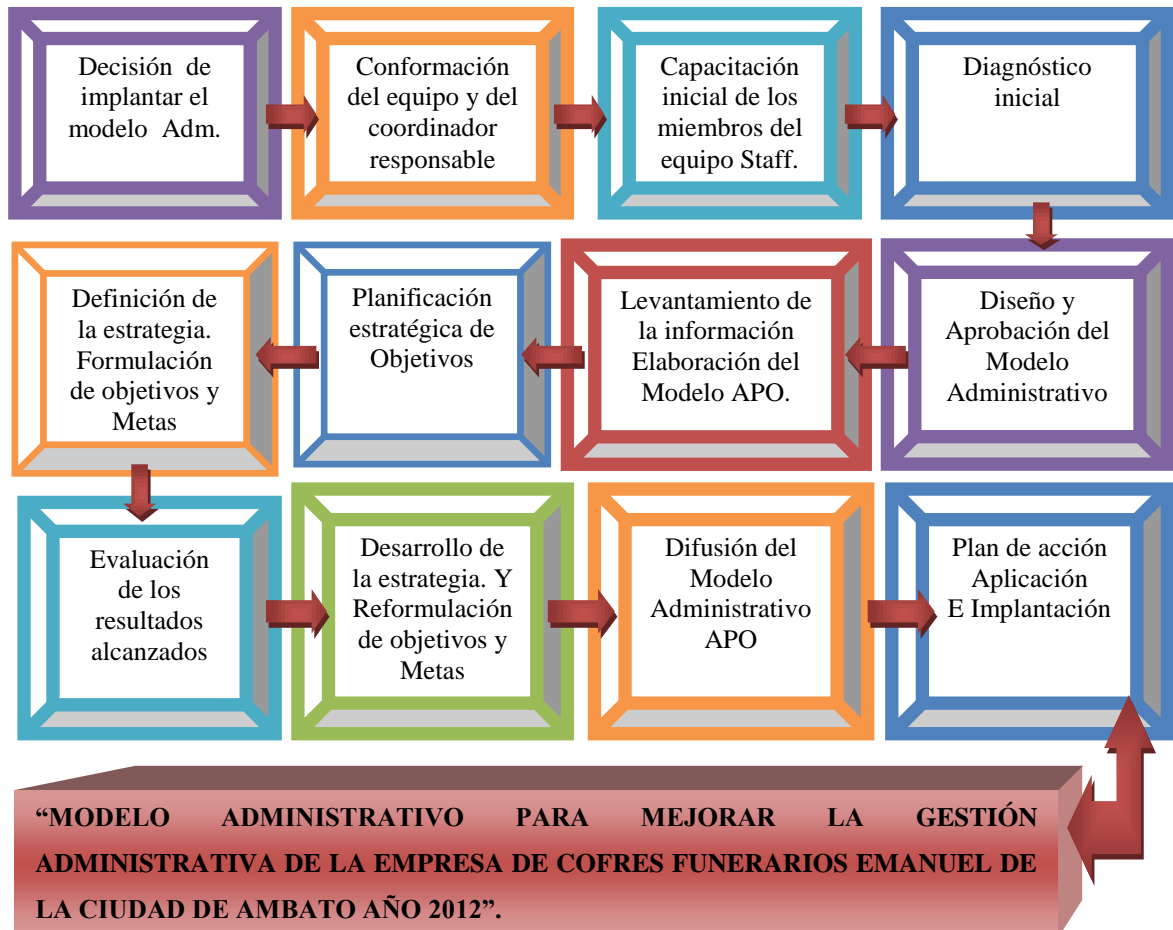 Decisión de
implantar el
modelo Adm.
Conformación
del equipo y del
coordinador
responsable
Capacitación
inicial de los
miembros del
equipo Staff.
Diagnóstico
inicial
Diseño y
Aprobación del
Modelo
Administrativo
Levantamiento de
la información
Elaboración del
Modelo APO.
Planificación
estratégica de
Objetivos
Definición de
la estrategia.
Formulación
de objetivos y
Metas
Evaluación
de los
resultados
alcanzados
Desarrollo de
la estrategia. Y
Reformulación
de objetivos y
Metas
Difusión del
Modelo
Administrativo
APO
Plan de acción
Aplicación
E Implantación
“MODELO ADMINISTRATIVO PARA MEJORAR LA GESTIÓN
ADMINISTRATIVA DE LA EMPRESA DE COFRES FUNERARIOS EMANUEL DE
LA CIUDAD DE AMBATO AÑO 2012”.